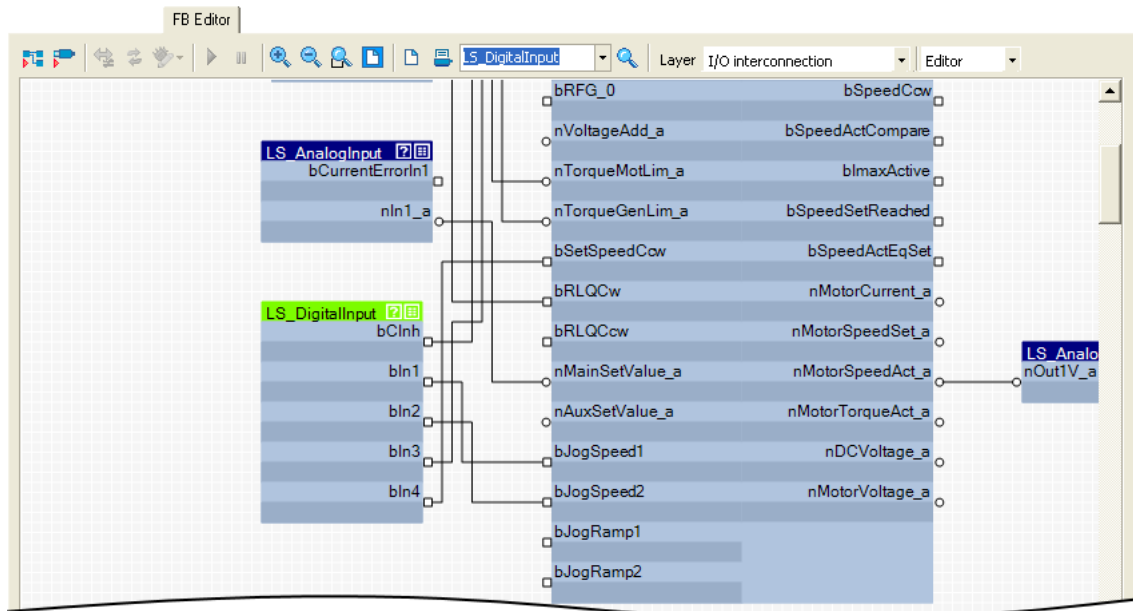 FB Editor
LS_DigitalInput Layer I/O interconnection Editor
bRFG_0 bSpeedCcw
nVoltageAdd_a bSpeedActCompare
LS_AnalogInput
bCurrentErrorIn1
nTorqueMotLim_a bImaxActive
nIn1_a
nTorqueGenLim_a bSpeedSetReached
bSetSpeedCcw bSpeedActEqSet
bRLQCw nMotorCurrent_a
LS_DigitalInput
bCInh
bRLQCcw nMotorSpeedSet_a
LS_Analo
bIn1
nMainSetValue_a nMotorSpeedAct_a
nOut1V_a
bIn2
nAuxSetValue_a nMotorTorqueAct_a
bIn3
bJogSpeed1 nDCVoltage_a
bIn4
bJogSpeed2 nMotorVoltage_a
bJogRamp1
bJogRamp2